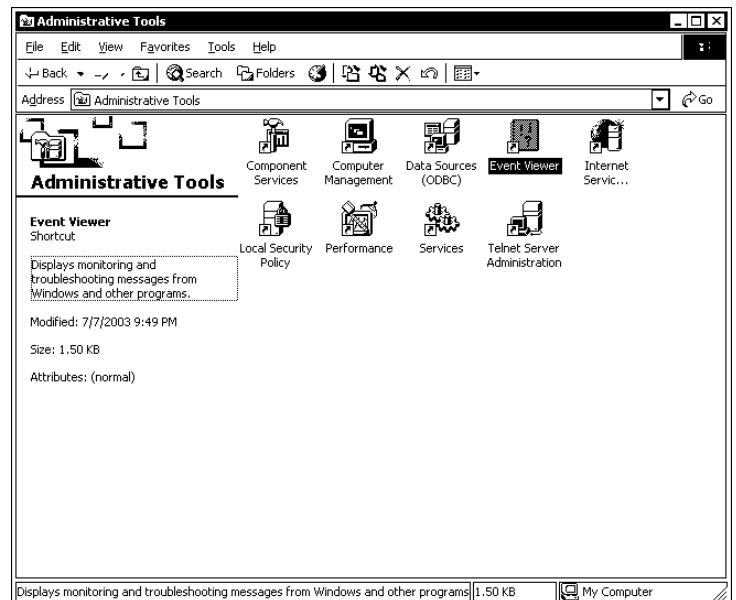 Administrative Tools
File Edit View Favorites Tools Help
Back Search Folders
Address Administrative Tools Go
Administrative Tools
Event Viewer
Shortcut
Displays monitoring and
troubleshooting messages from
Windows and other programs.
Modified: 7/7/2003 9:49 PM
Size: 1.50 KB
Attributes: (normal)
Component
Services
Computer
Management
Data Sources
(ODBC)
Event Viewer
Internet
Servic...
Local Security
Policy
Performance
Services
Telnet Server
Administration
Displays monitoring and troubleshooting messages from Windows and other programs 1.50 KB My Computer